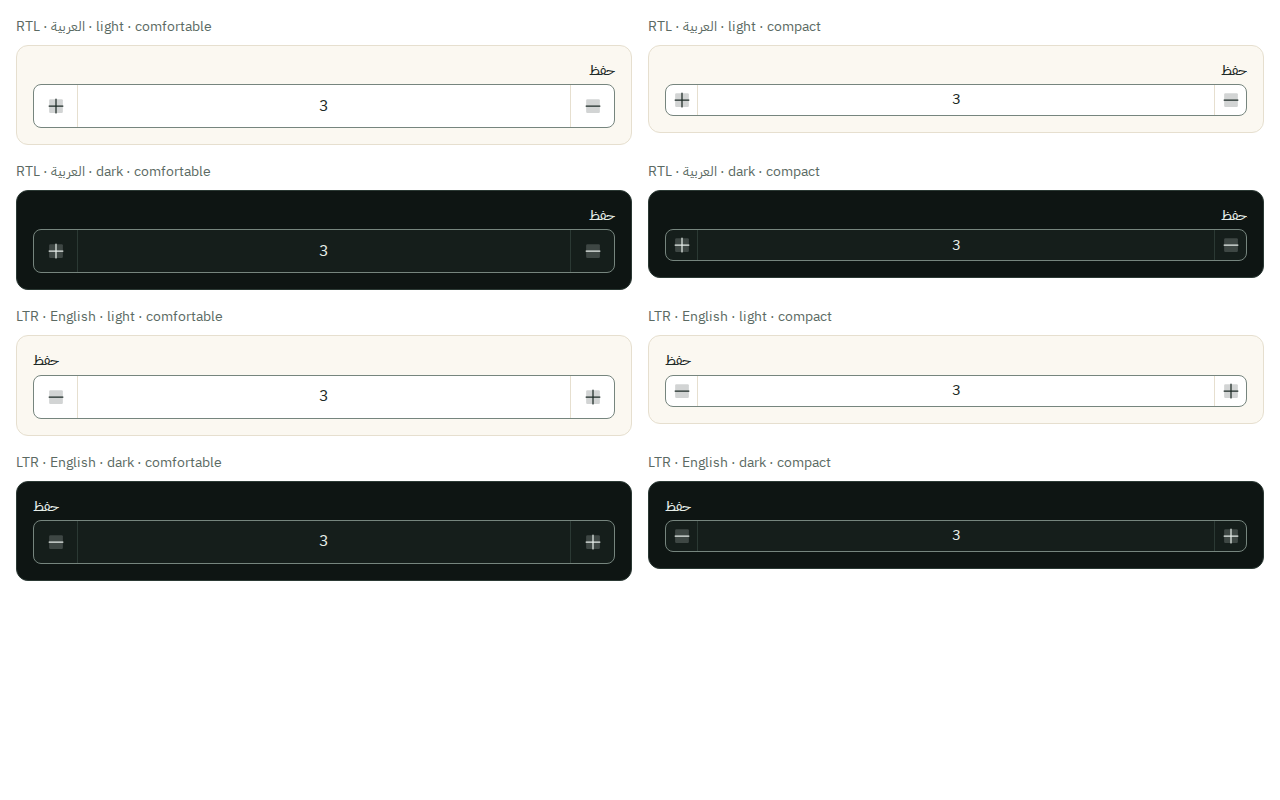 RTL · العربية · light · comfortable
حفظ
3
RTL · العربية · light · compact
حفظ
3
RTL · العربية · dark · comfortable
حفظ
3
RTL · العربية · dark · compact
حفظ
3
LTR · English · light · comfortable
حفظ
3
LTR · English · light · compact
حفظ
3
LTR · English · dark · comfortable
حفظ
3
LTR · English · dark · compact
حفظ
3